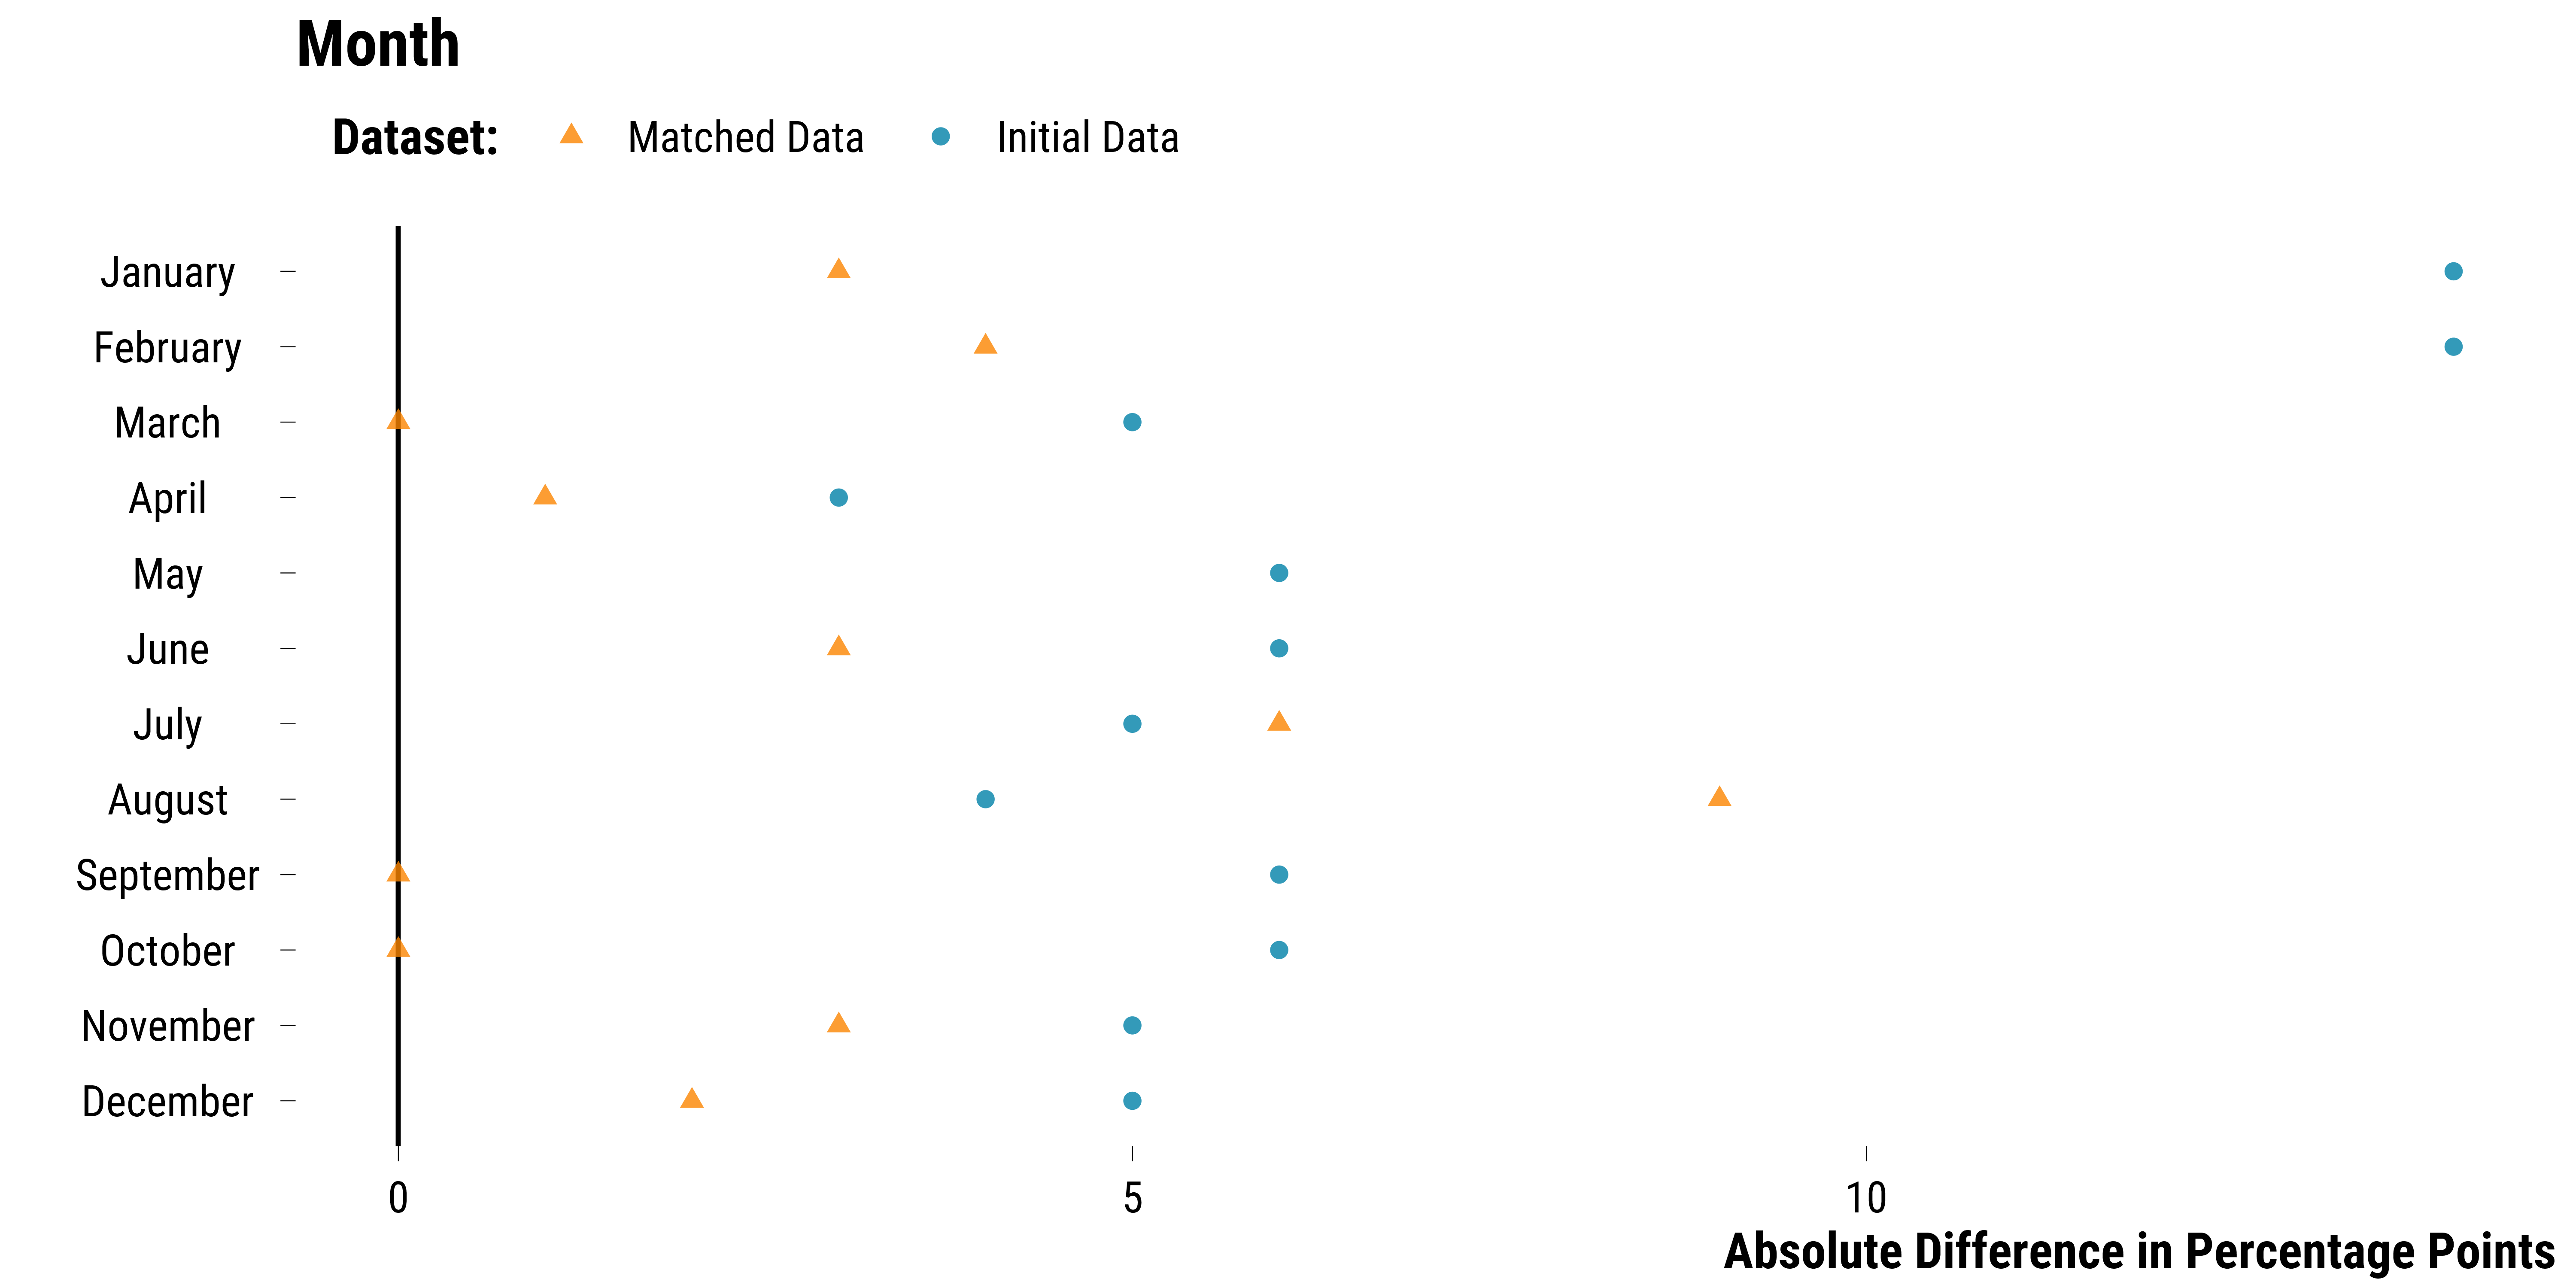 Month
Dataset: Matched Data Initial Data
January
February
March
April
May
June
July
August
September
October
November
December
0 5 10
Absolute Difference in Percentage Points